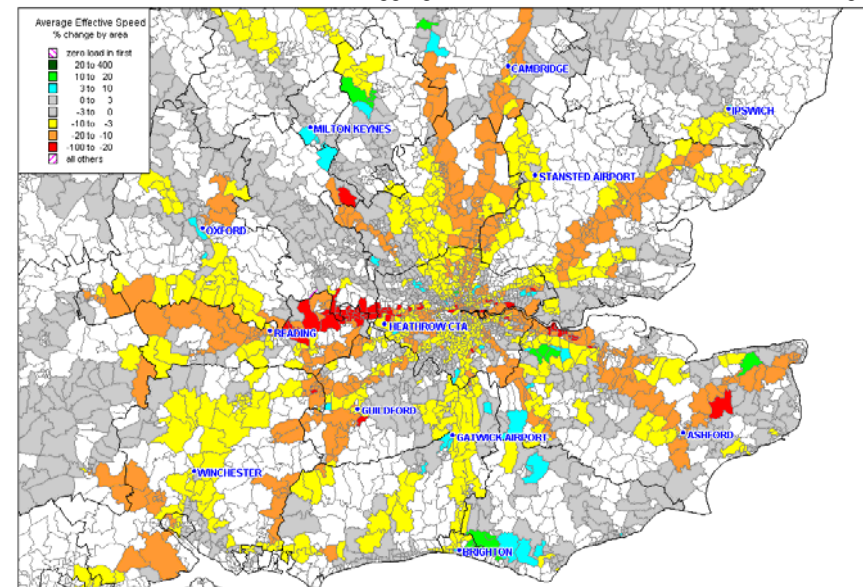 Average Effective Speed
% change by area
zero load in first
20 to 400
10 to 20
3 to 10
0 to 3
-3 to 0
-10 to -3
-20 to -10
-100 to -20
all others
CAMBRIDGE
IPSWICH
MILTON KEYNES
STANSTED AIRPORT
OXFORD
HEATHROW CTA
READING
GUILDFORD
GATWICK AIRPORT
ASHFORD
WINCHESTER
BRIGHTON